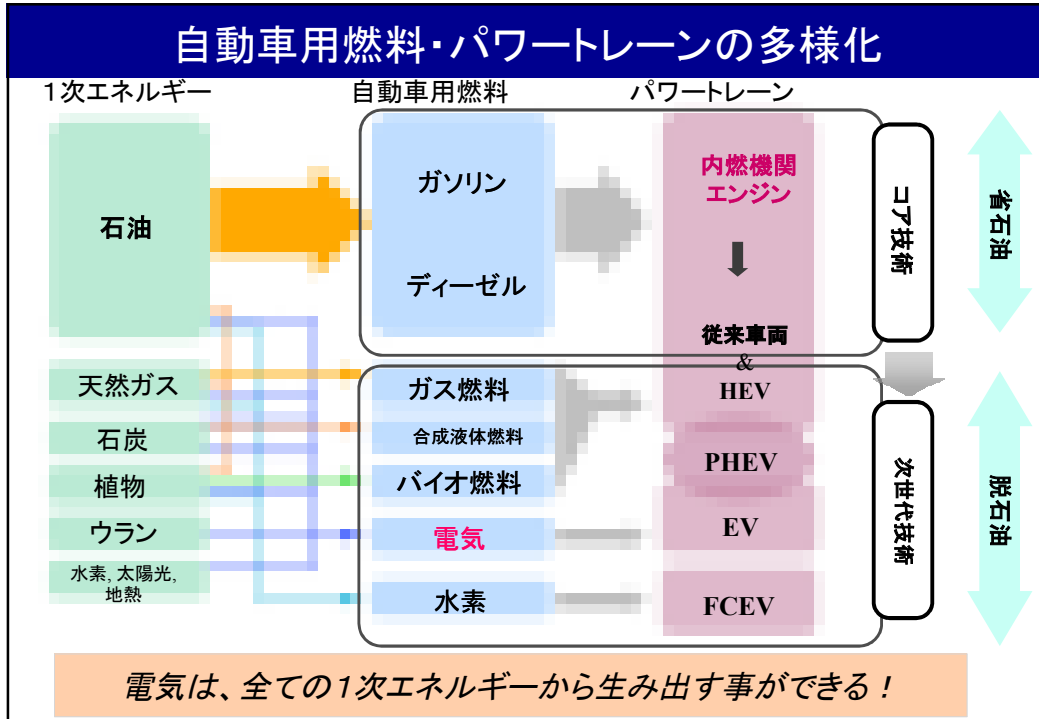 自動車用燃料・パワートレーンの多様化
1次エネルギー
自動車用燃料
パワートレーン
石油
ガソリン
ディーゼル
内燃機関
エンジン
従来車両
&
HEV
コア技術
省石油
天然ガス
石炭
植物
ウラン
水素, 太陽光,
地熱
ガス燃料
合成液体燃料
バイオ燃料
電気
水素
PHEV
EV
FCEV
次世代技術
脱石油
電気は、全ての1次エネルギーから生み出す事ができる！